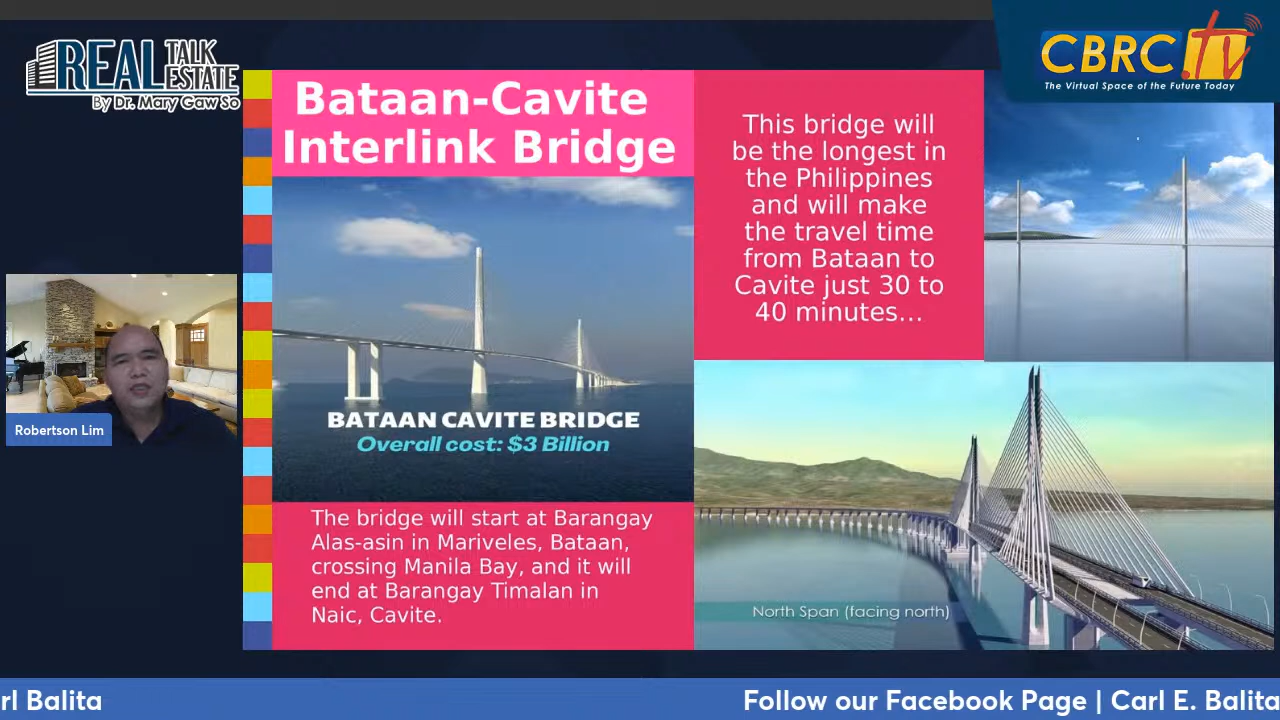 REAL TALK ESTATE
By Dr. Mary Gaw So
CBRC.tv
The Virtual Space of the Future Today
Bataan-Cavite
Interlink Bridge
BATAAN CAVITE BRIDGE
Overall cost: $3 Billion
The bridge will start at Barangay
Alas-asin in Mariveles, Bataan,
crossing Manila Bay, and it will
end at Barangay Timalan in
Naic, Cavite.
This bridge will
be the longest in
the Philippines
and will make
the travel time
from Bataan to
Cavite just 30 to
40 minutes...
North Span (facing north)
Robertson Lim
rl Balita
Follow our Facebook Page | Carl E. Balita